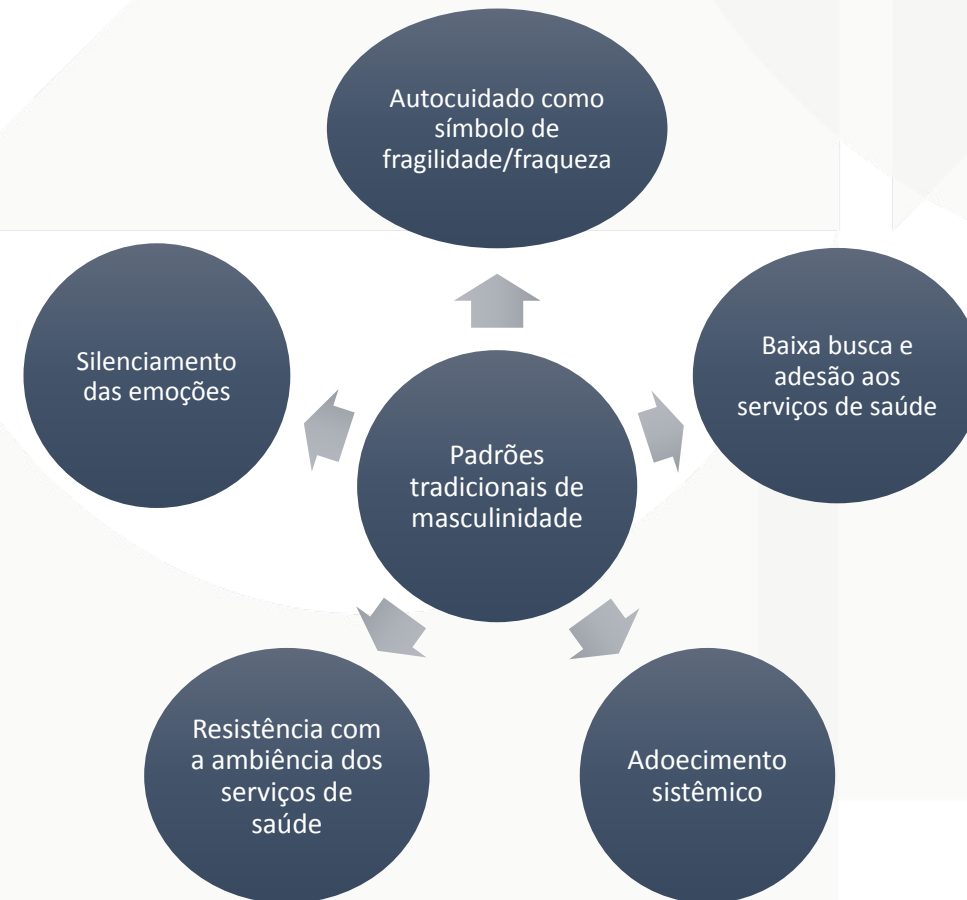 Autocuidado como
símbolo de
fragilidade/fraqueza
Silenciamento
das emoções
Baixa busca e
adesão aos
serviços de saúde
Padrões
tradicionais de
masculinidade
Resistência com
a ambiência dos
serviços de
saúde
Adoecimento
sistêmico